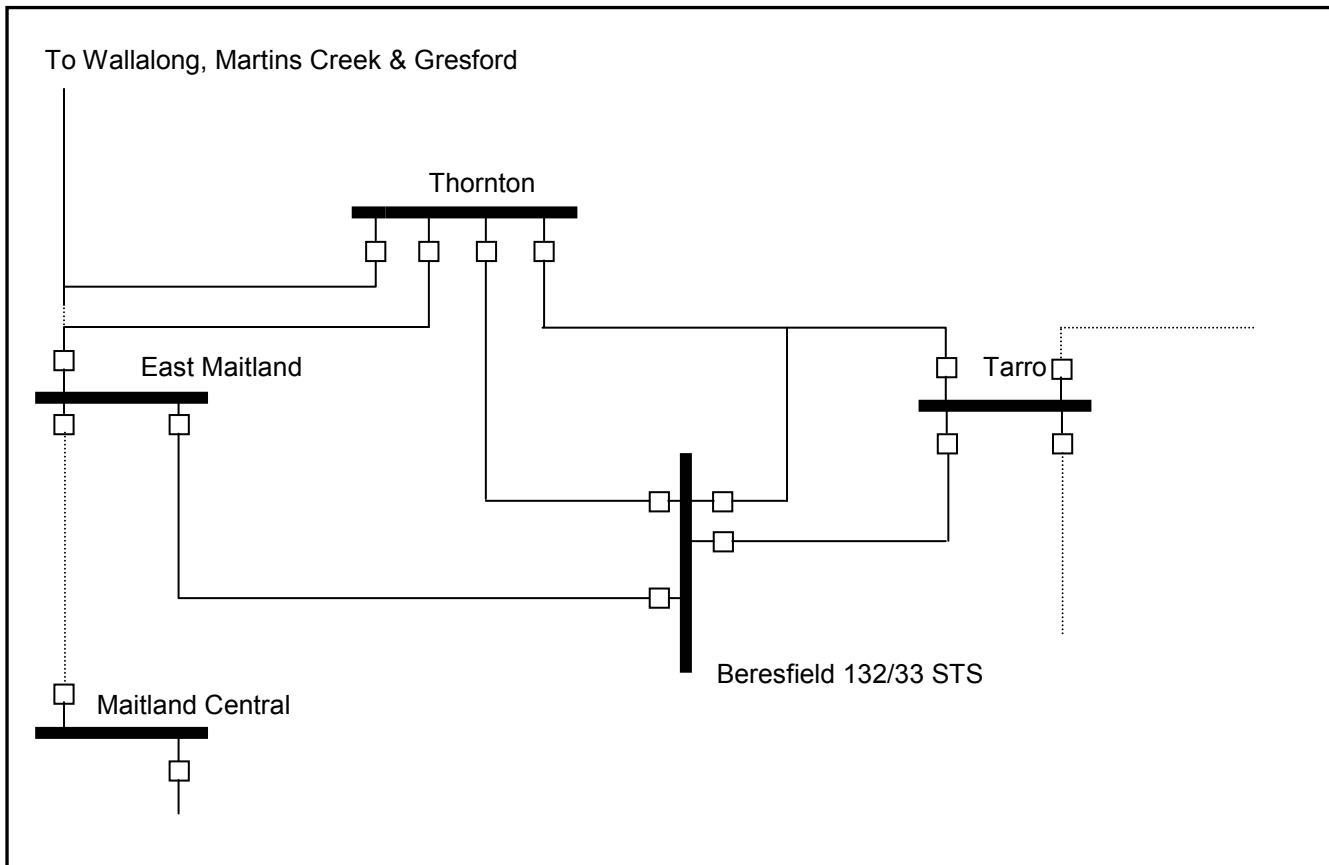 To Wallalong, Martins Creek & Gresford
Thornton
East Maitland
Tarro
Beresfield 132/33 STS
Maitland Central